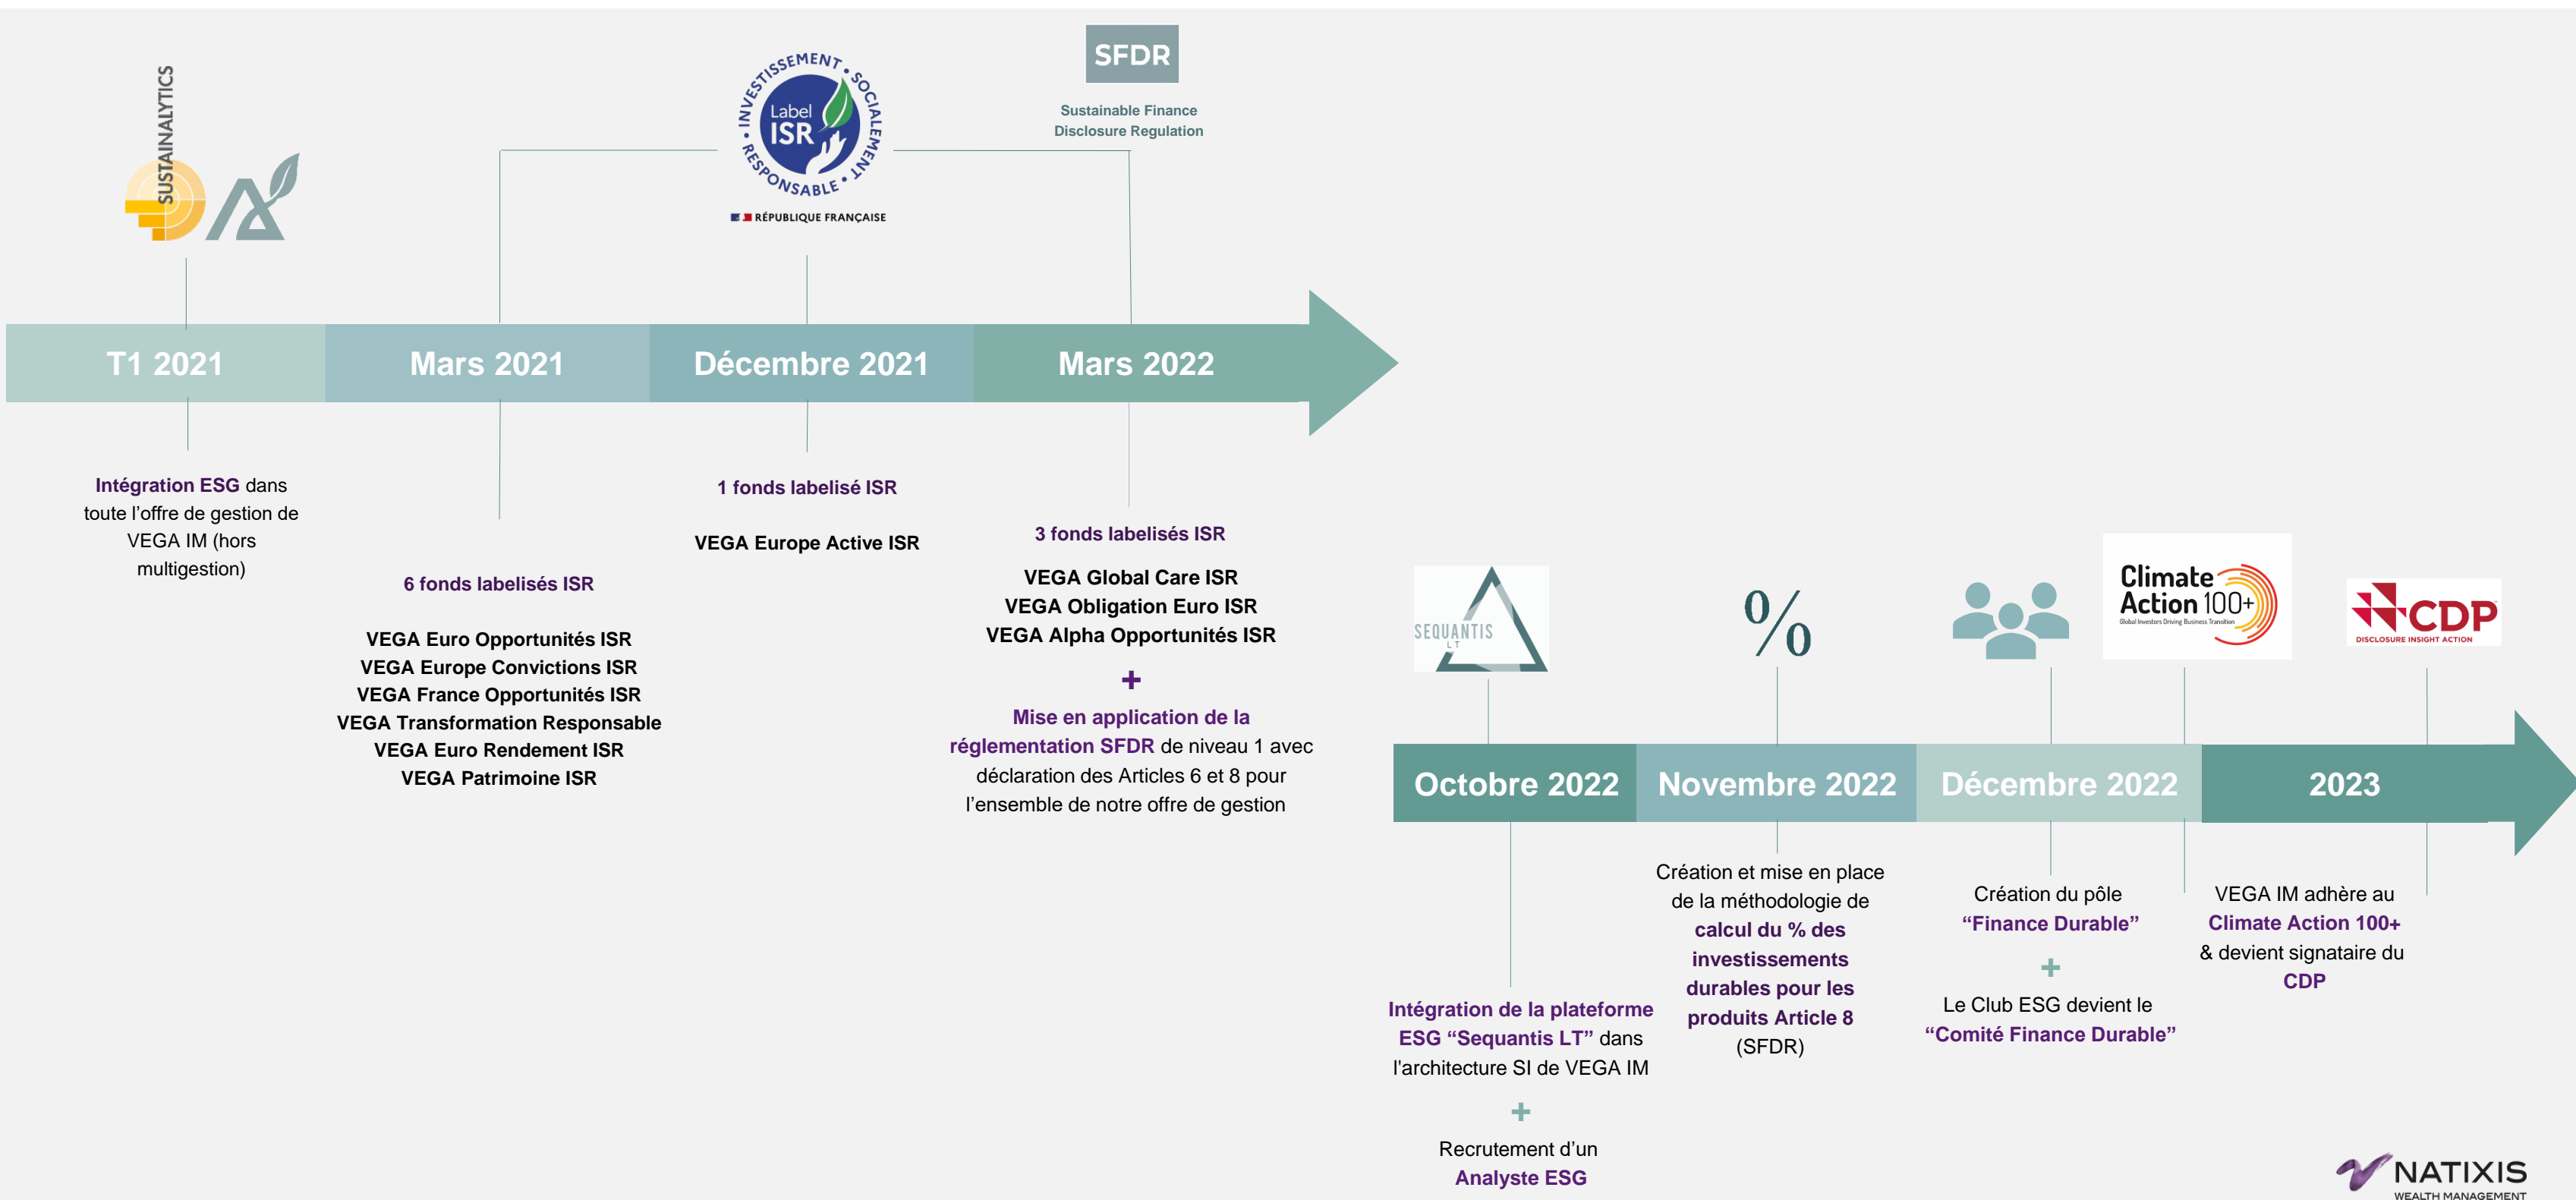 SUSTAINALYTICS
• INVESTISSEMENT • SOCIALEMENT • RESPONSABLE
Label
ISR
RÉPUBLIQUE FRANÇAISE
SFDR
Sustainable Finance
Disclosure Regulation
T1 2021
Mars 2021
Décembre 2021
Mars 2022
Intégration ESG dans
toute l’offre de gestion de
VEGA IM (hors
multigestion)
6 fonds labelisés ISR
VEGA Euro Opportunités ISR
VEGA Europe Convictions ISR
VEGA France Opportunités ISR
VEGA Transformation Responsable
VEGA Euro Rendement ISR
VEGA Patrimoine ISR
1 fonds labelisé ISR
VEGA Europe Active ISR
3 fonds labelisés ISR
VEGA Global Care ISR
VEGA Obligation Euro ISR
VEGA Alpha Opportunités ISR
+
Mise en application de la
réglementation SFDR de niveau 1 avec
déclaration des Articles 6 et 8 pour
l’ensemble de notre offre de gestion
SEQUANTIS
LT
%
Climate
Action 100+
Global Investors Driving Business Transition
CDP
DISCLOSURE INSIGHT ACTION
Octobre 2022
Novembre 2022
Décembre 2022
2023
Intégration de la plateforme
ESG “Sequantis LT” dans
l'architecture SI de VEGA IM
+
Recrutement d’un
Analyste ESG
Création et mise en place
de la méthodologie de
calcul du % des
investissements
durables pour les
produits Article 8
(SFDR)
Création du pôle
“Finance Durable”
+
Le Club ESG devient le
“Comité Finance Durable”
VEGA IM adhère au
Climate Action 100+
& devient signataire du
CDP
NATIXIS
WEALTH MANAGEMENT